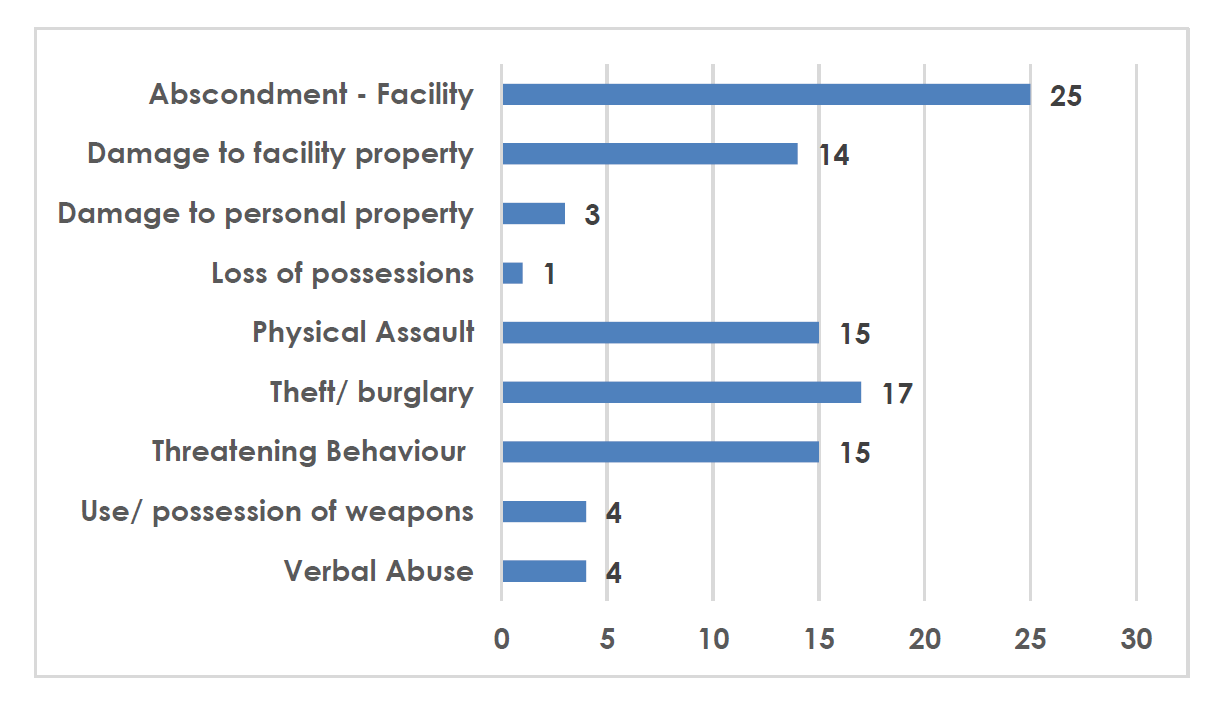 Abscondment - Facility 25
Damage to facility property 14
Damage to personal property 3
Loss of possessions 1
Physical Assault 15
Theft/ burglary 17
Threatening Behaviour 15
Use/ possession of weapons 4
Verbal Abuse 4
0 5 10 15 20 25 30